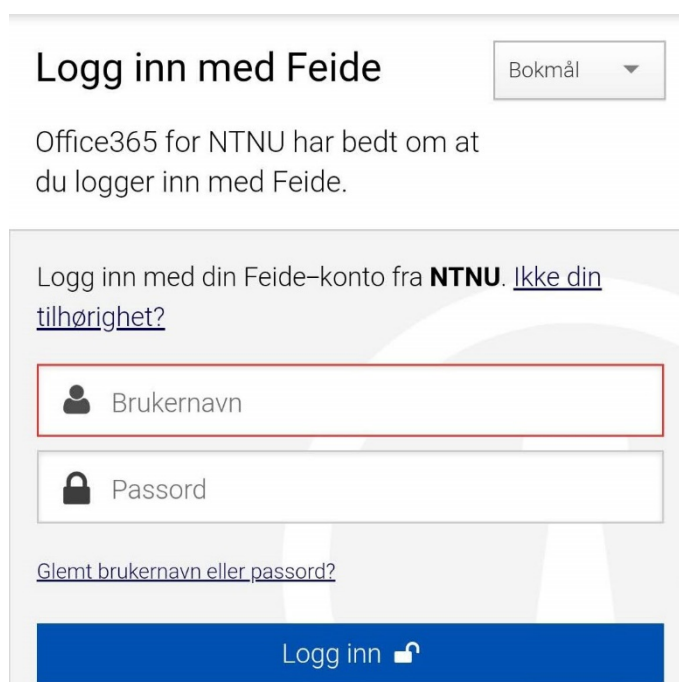 Logg inn med Feide
Bokmål
Office365 for NTNU har bedt om at
du logger inn med Feide.
Logg inn med din Feide-konto fra NTNU. Ikke din
tilhørighet?
Brukernavn
Passord
Glemt brukernavn eller passord?
Logg inn